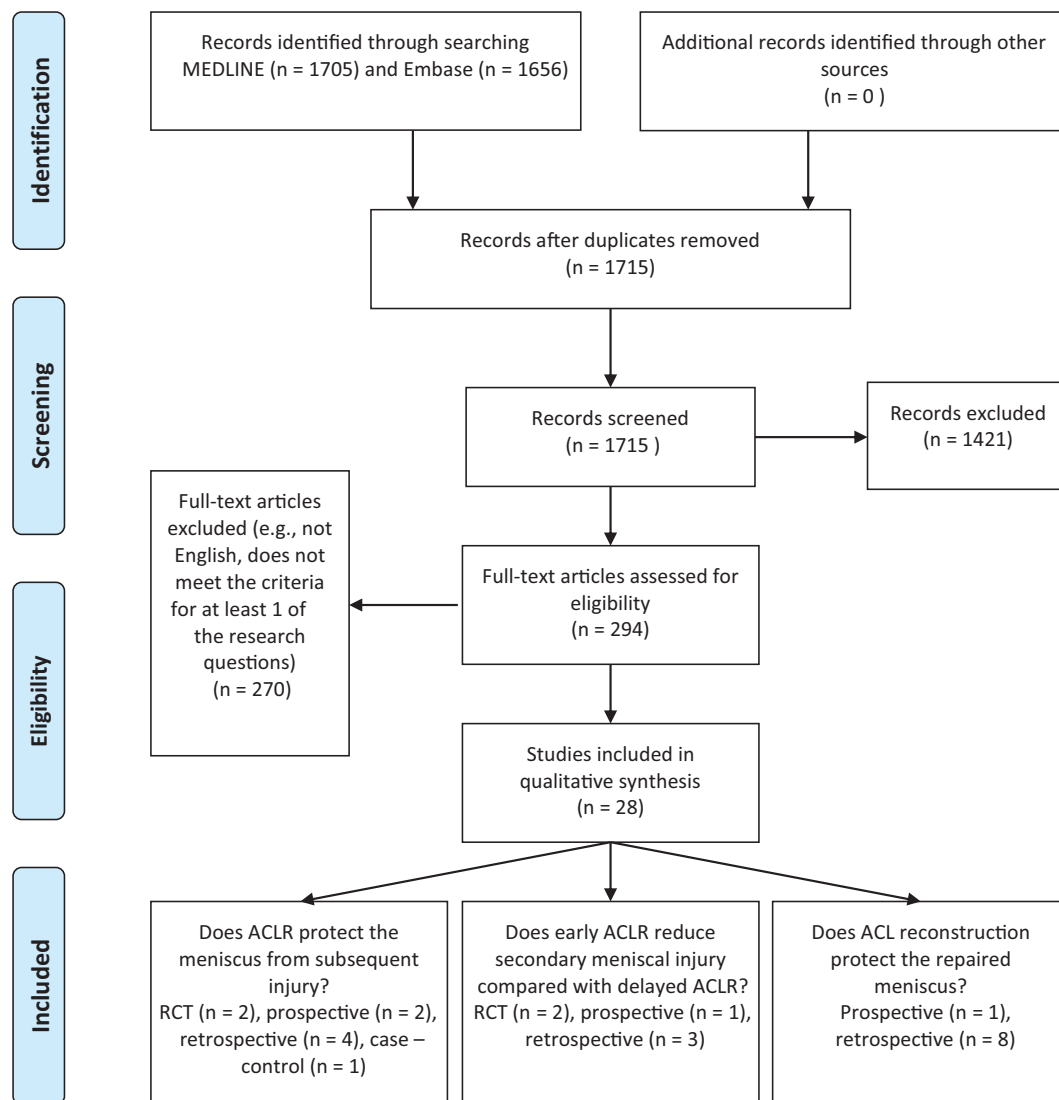 Identification
Records identified through searching
MEDLINE (n = 1705) and Embase (n = 1656)
Additional records identified through other
sources
(n = 0 )
Records after duplicates removed
(n = 1715)
Screening
Records screened
(n = 1715 )
Records excluded
(n = 1421)
Eligibility
Full-text articles
excluded (e.g., not
English, does not
meet the criteria
for at least 1 of
the research
questions)
(n = 270)
Full-text articles assessed for
eligibility
(n = 294)
Studies included in
qualitative synthesis
(n = 28)
Included
Does ACLR protect the
meniscus from subsequent
injury?
RCT (n = 2), prospective (n = 2),
retrospective (n = 4), case –
control (n = 1)
Does early ACLR reduce
secondary meniscal injury
compared with delayed ACLR?
RCT (n = 2), prospective (n = 1),
retrospective (n = 3)
Does ACL reconstruction
protect the repaired
meniscus?
Prospective (n = 1),
retrospective (n = 8)